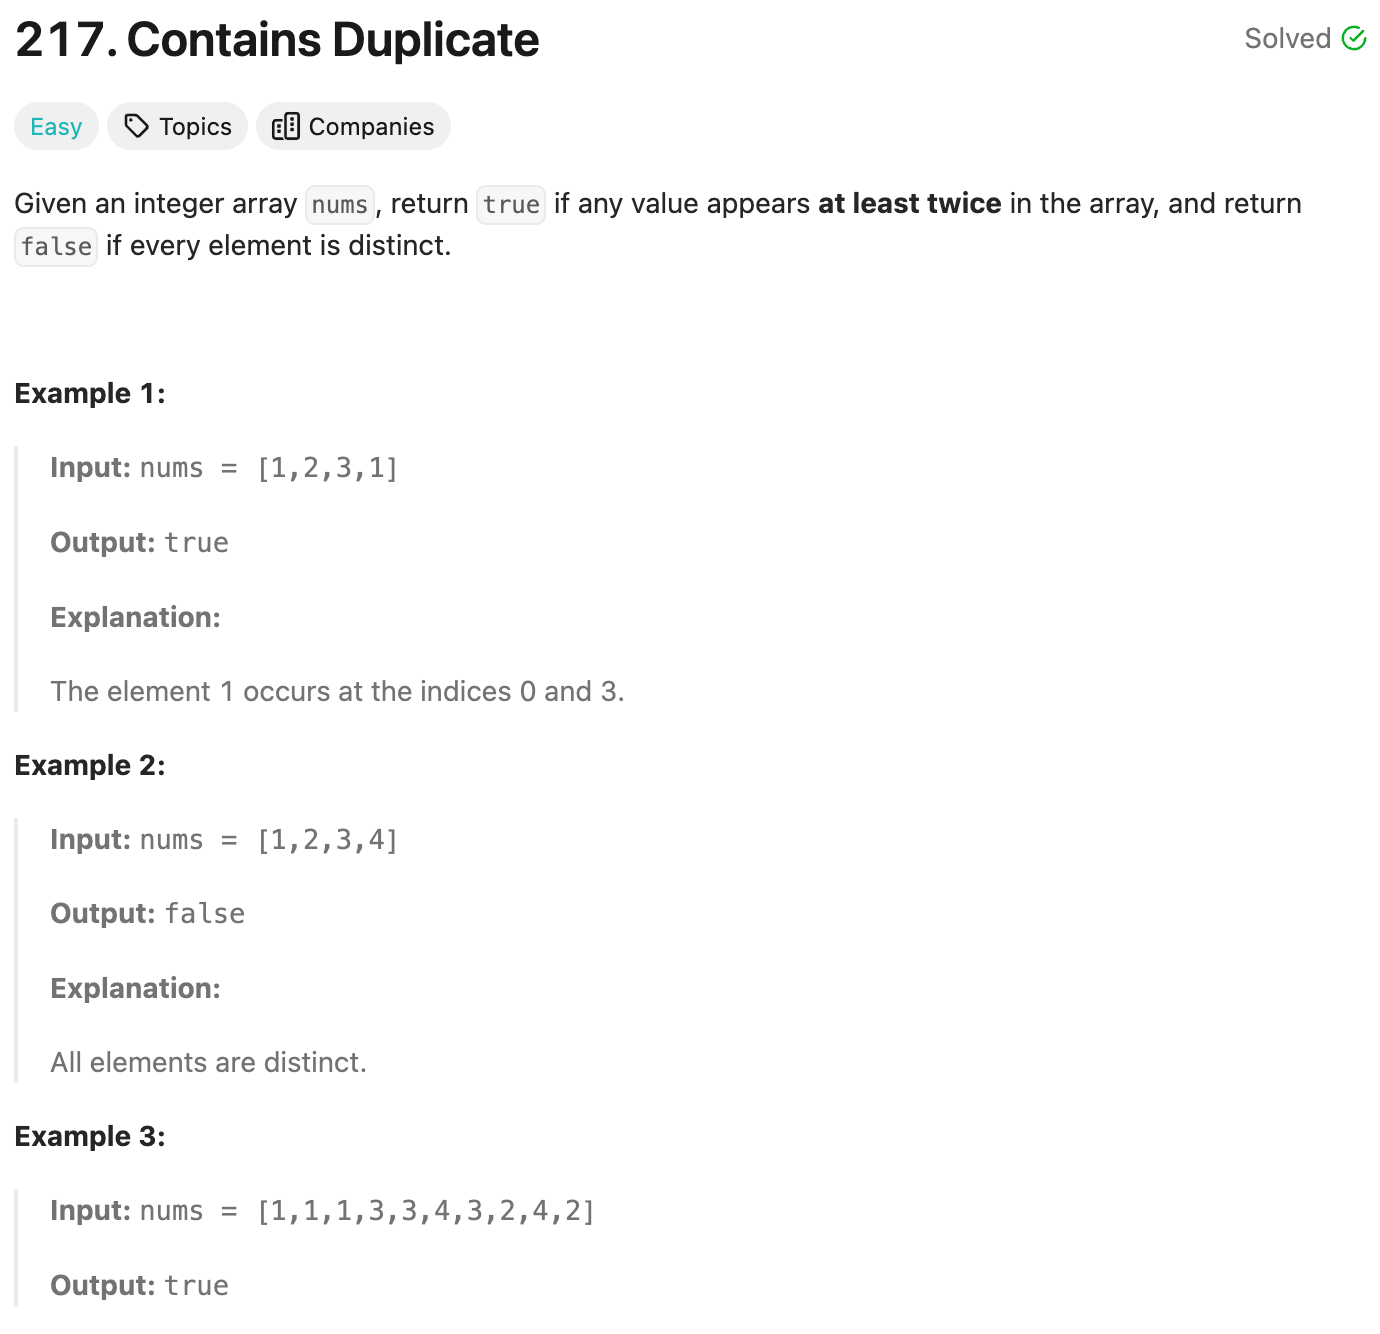 217. Contains Duplicate
Solved
Easy
Topics
Companies
Given an integer array nums, return true if any value appears at least twice in the array, and return
false if every element is distinct.
Example 1:
Input: nums = [1,2,3,1]
Output: true
Explanation:
The element 1 occurs at the indices 0 and 3.
Example 2:
Input: nums = [1,2,3,4]
Output: false
Explanation:
All elements are distinct.
Example 3:
Input: nums = [1,1,1,3,3,4,3,2,4,2]
Output: true